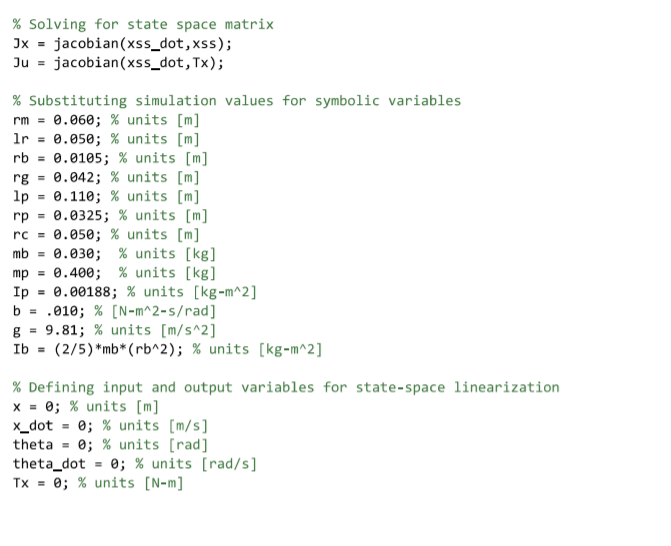 % Solving for state space matrix
Jx = jacobian(xss_dot,xss);
Ju = jacobian(xss_dot,Tx);
% Substituting simulation values for symbolic variables
rm = 0.060; % units [m]
lr = 0.050; % units [m]
rb = 0.0105; % units [m]
rg = 0.042; % units [m]
lp = 0.110; % units [m]
rp = 0.0325; % units [m]
rc = 0.050; % units [m]
mb = 0.030;  % units [kg]
mp = 0.400;  % units [kg]
Ip = 0.00188; % units [kg-m^2]
b = .010; % [N-m^2-s/rad]
g = 9.81; % units [m/s^2]
Ib = (2/5)*mb*(rb^2); % units [kg-m^2]
% Defining input and output variables for state-space linearization
x = 0; % units [m]
x_dot = 0; % units [m/s]
theta = 0; % units [rad]
theta_dot = 0; % units [rad/s]
Tx = 0; % units [N-m]